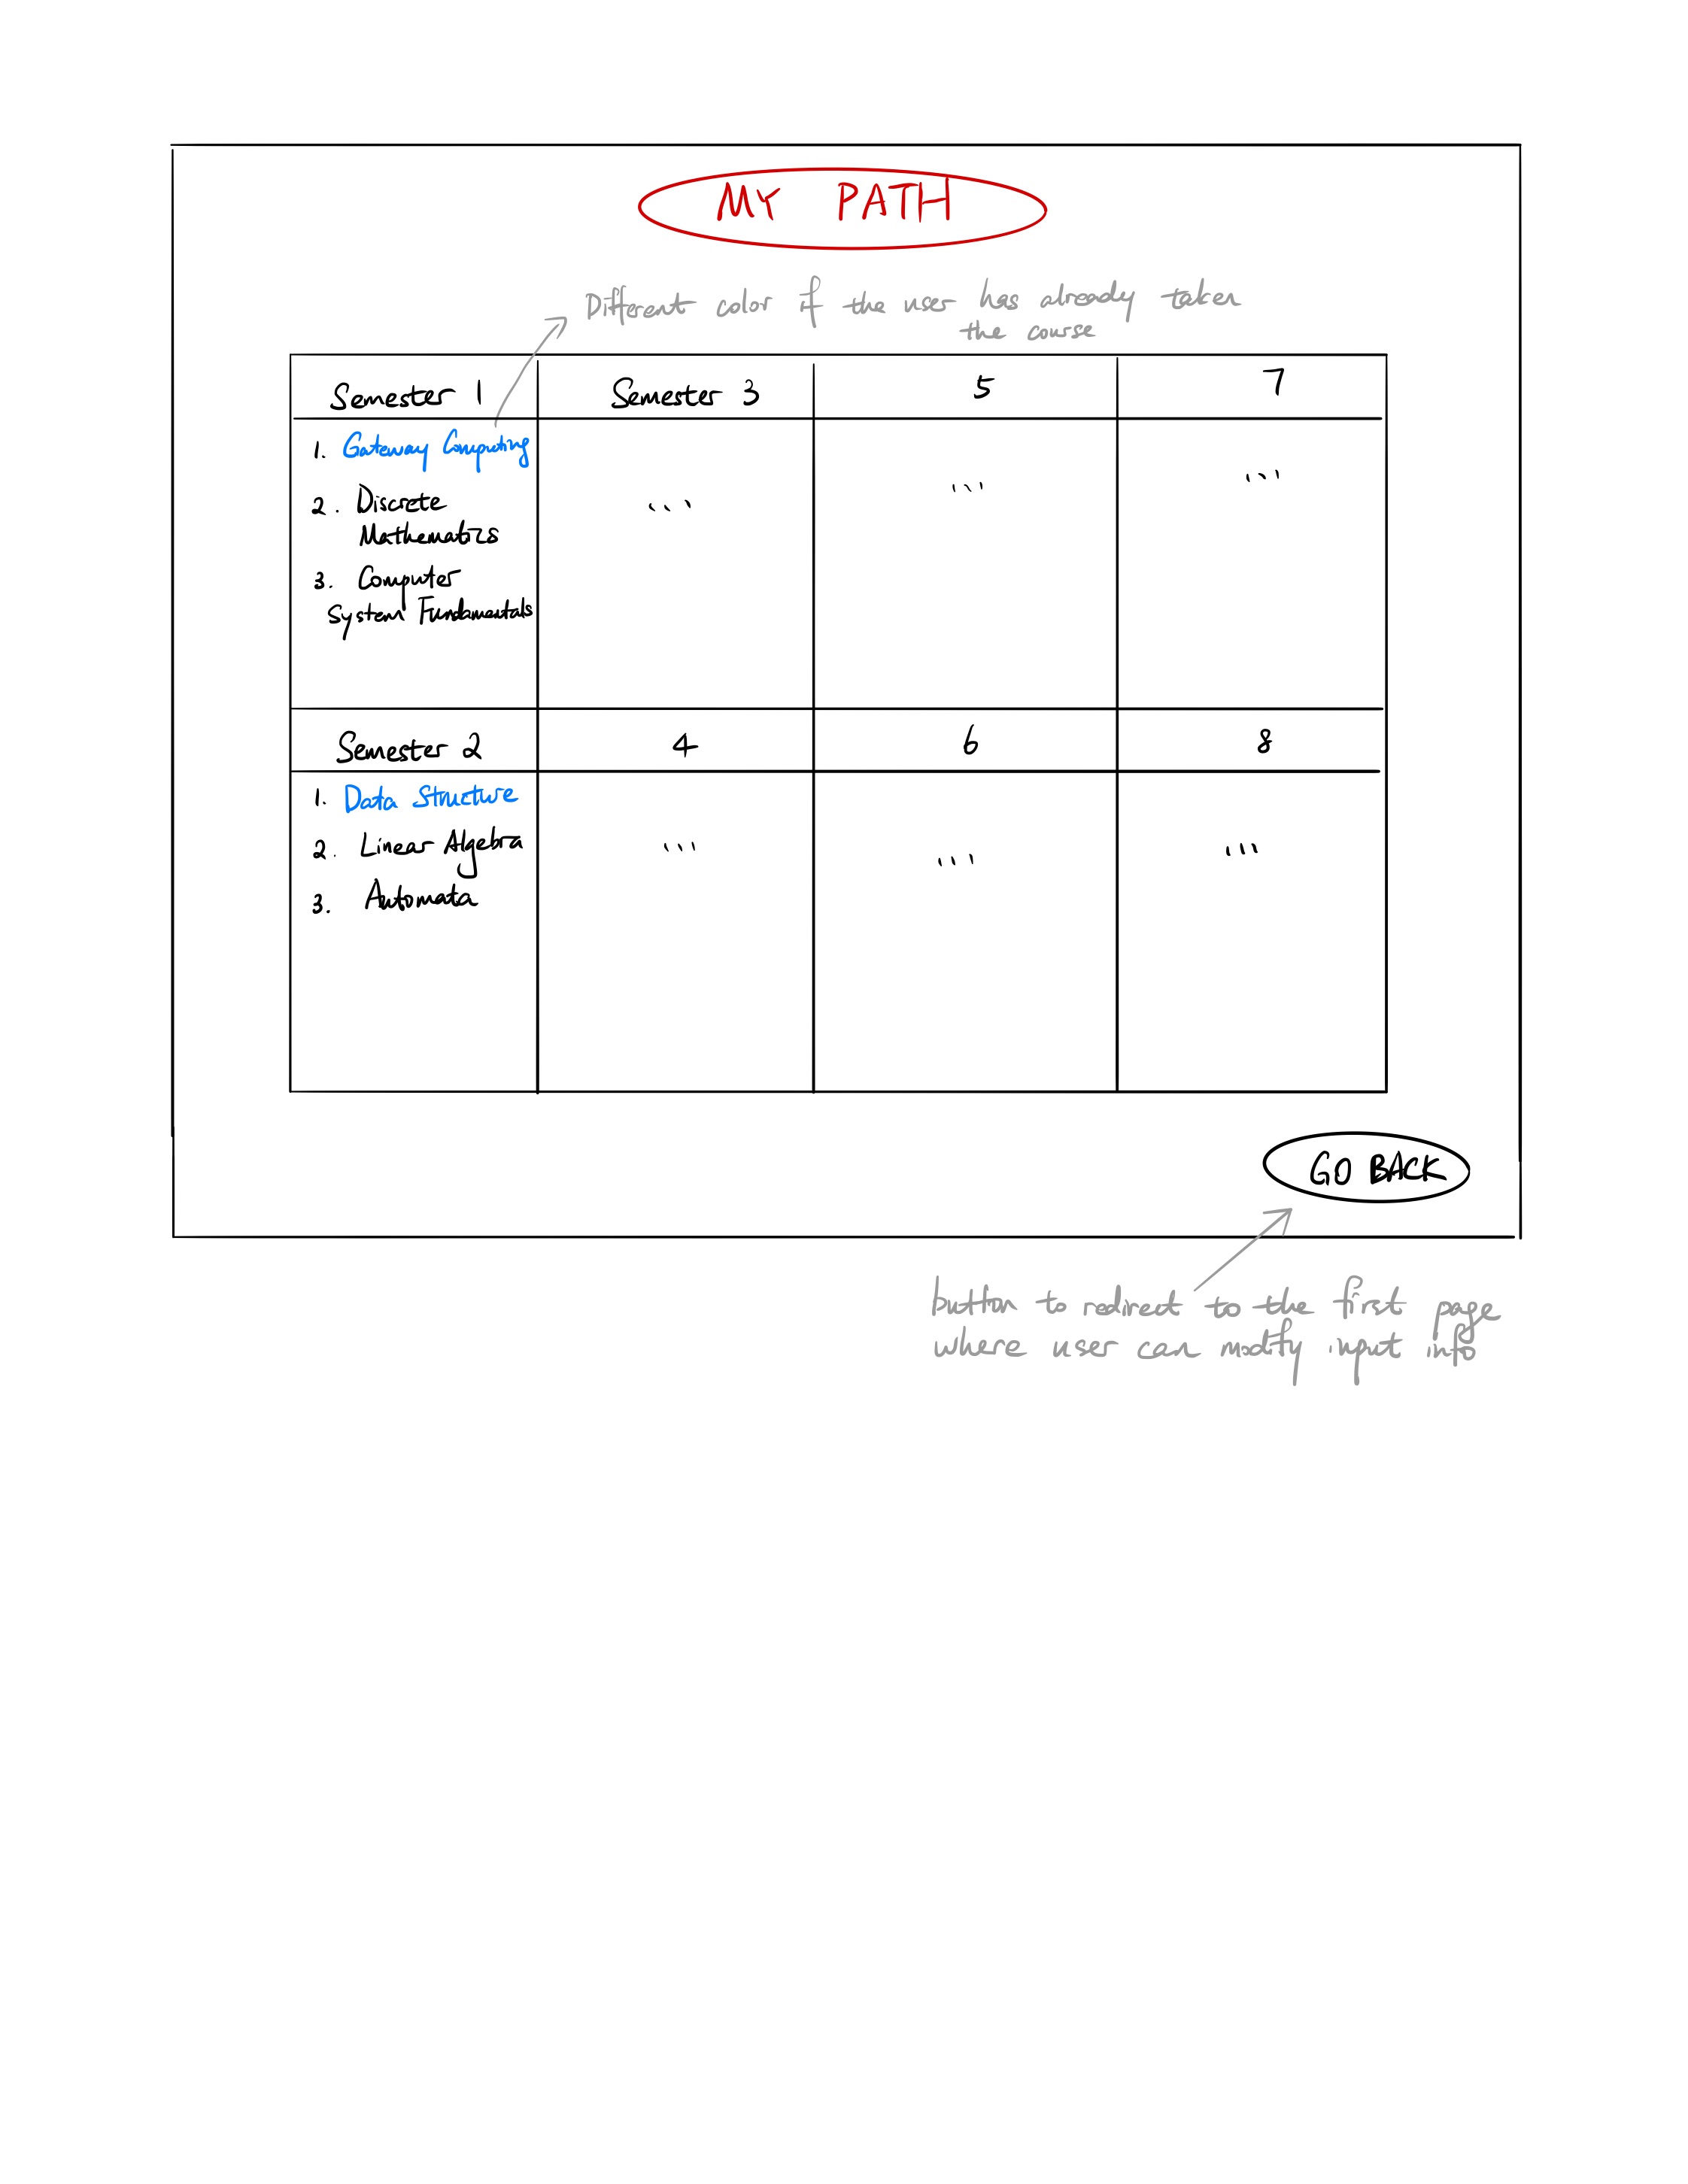 MY PATH
Different color if the user has already taken
the course
Semester 1 Semester 3 5 7
1. Gateway Computing
2. Discrete
Mathematics
3. Computer
System Fundamentals
... ... ...
Semester 2 4 6 8
1. Data Structure
2. Linear Algebra
3. Automata
... ... ...
GO BACK
button to redirect to the first page
where user can modify input info